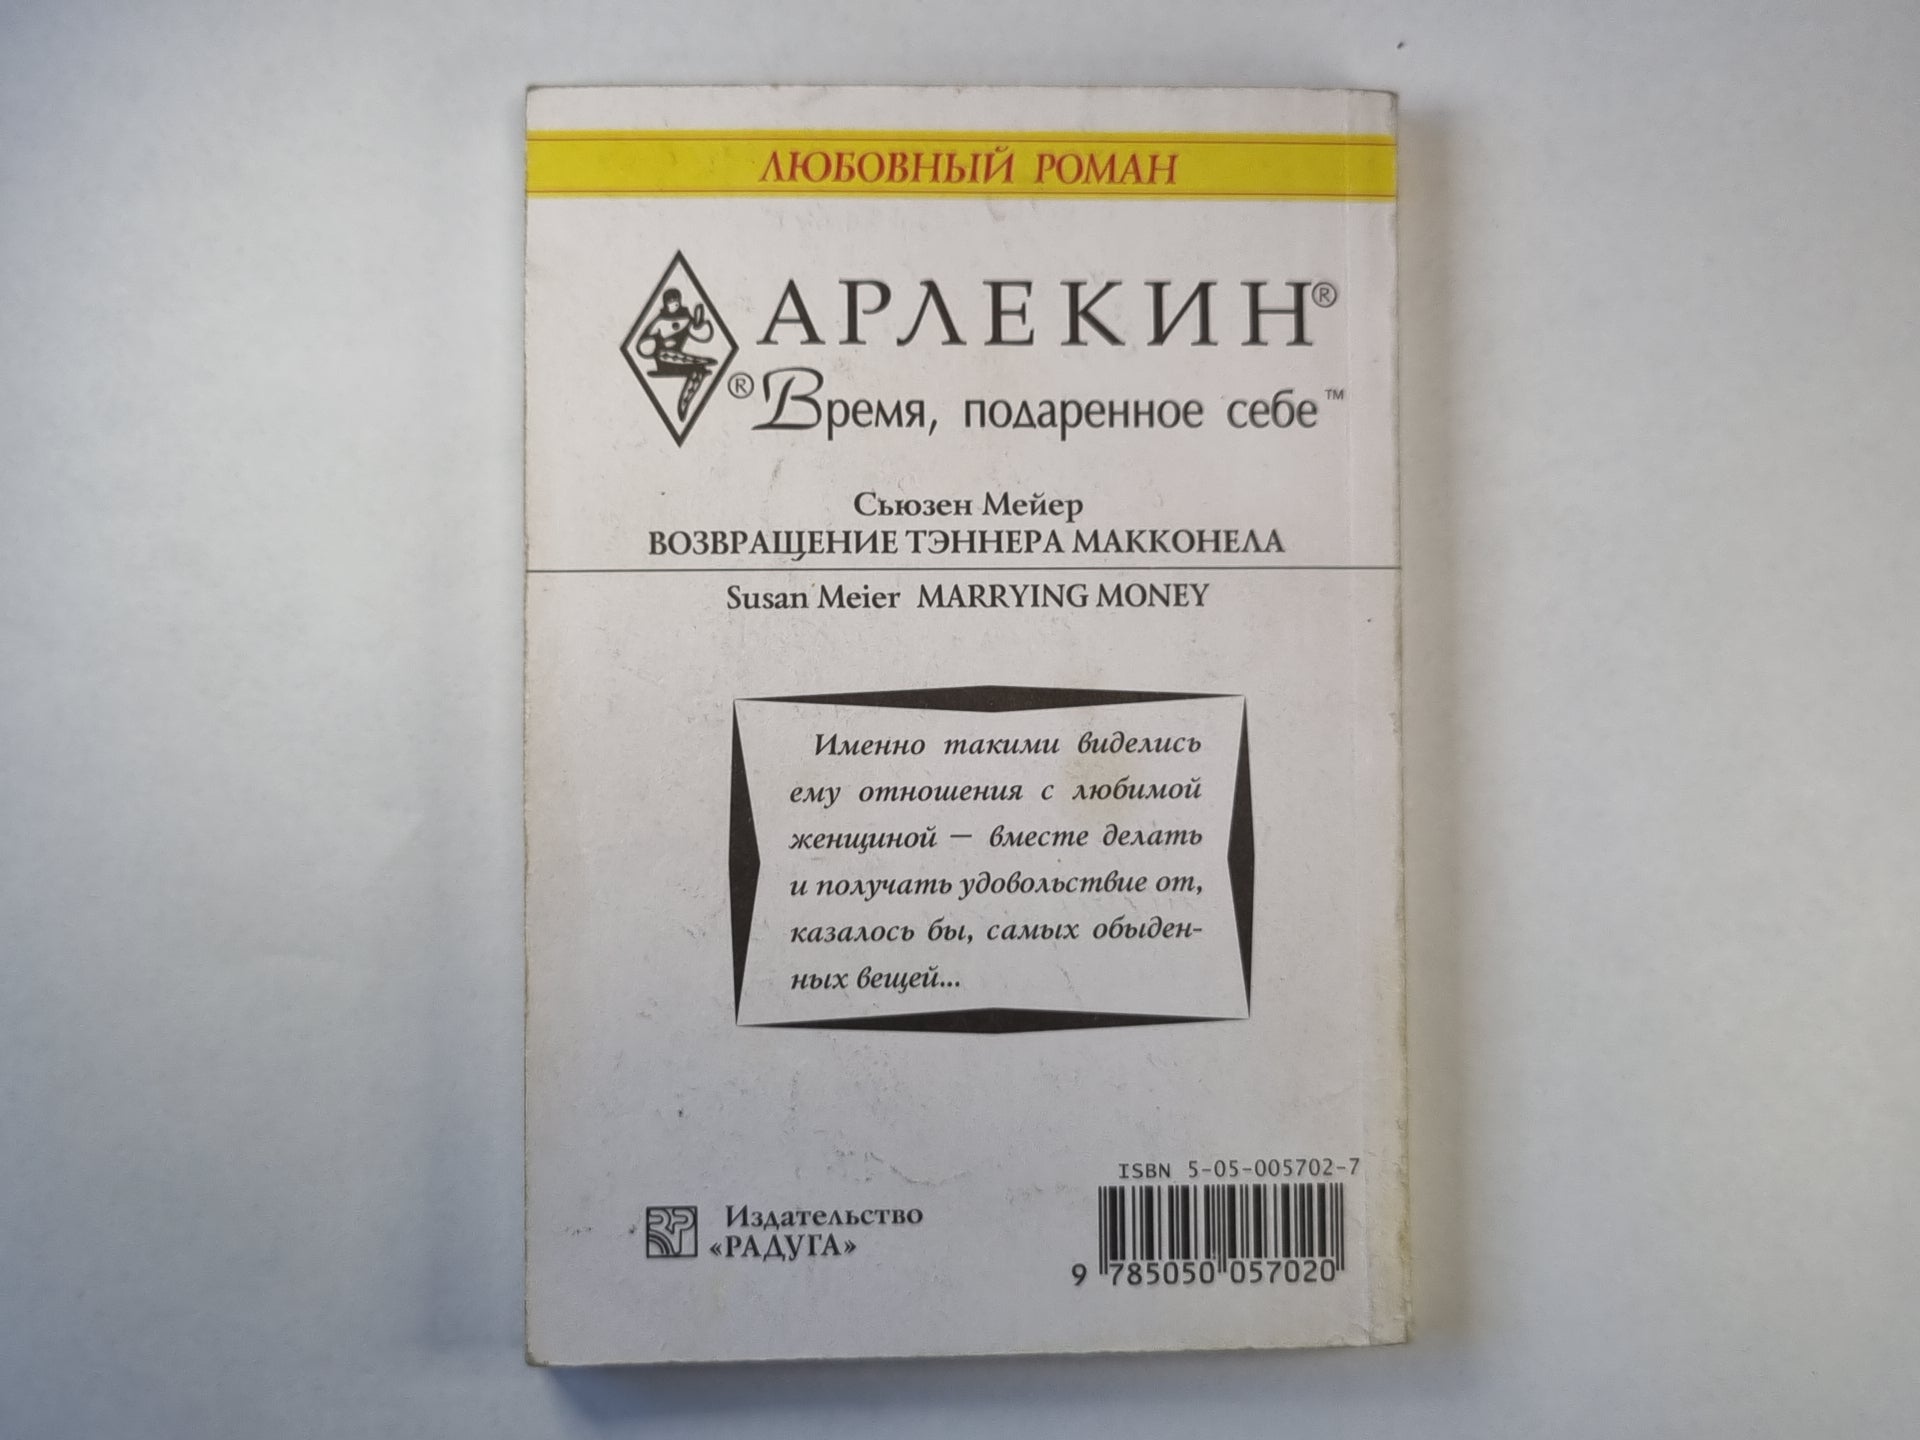 ЛЮБОВНЫЙ РОМАН
АРЛЕКИН®
® Время, подаренное себе™
Сьюзен Мейер
ВОЗВРАЩЕНИЕ ТЭННЕРА МАККОНЕЛА
Susan Meier MARRYING MONEY
Именно такими виделись
ему отношения с любимой
женщиной — вместе делать
и получать удовольствие от,
казалось бы, самых обыден-
ных вещей...
ISBN 5-05-005702-7
Издательство
«РАДУГА»
9 785050 057020